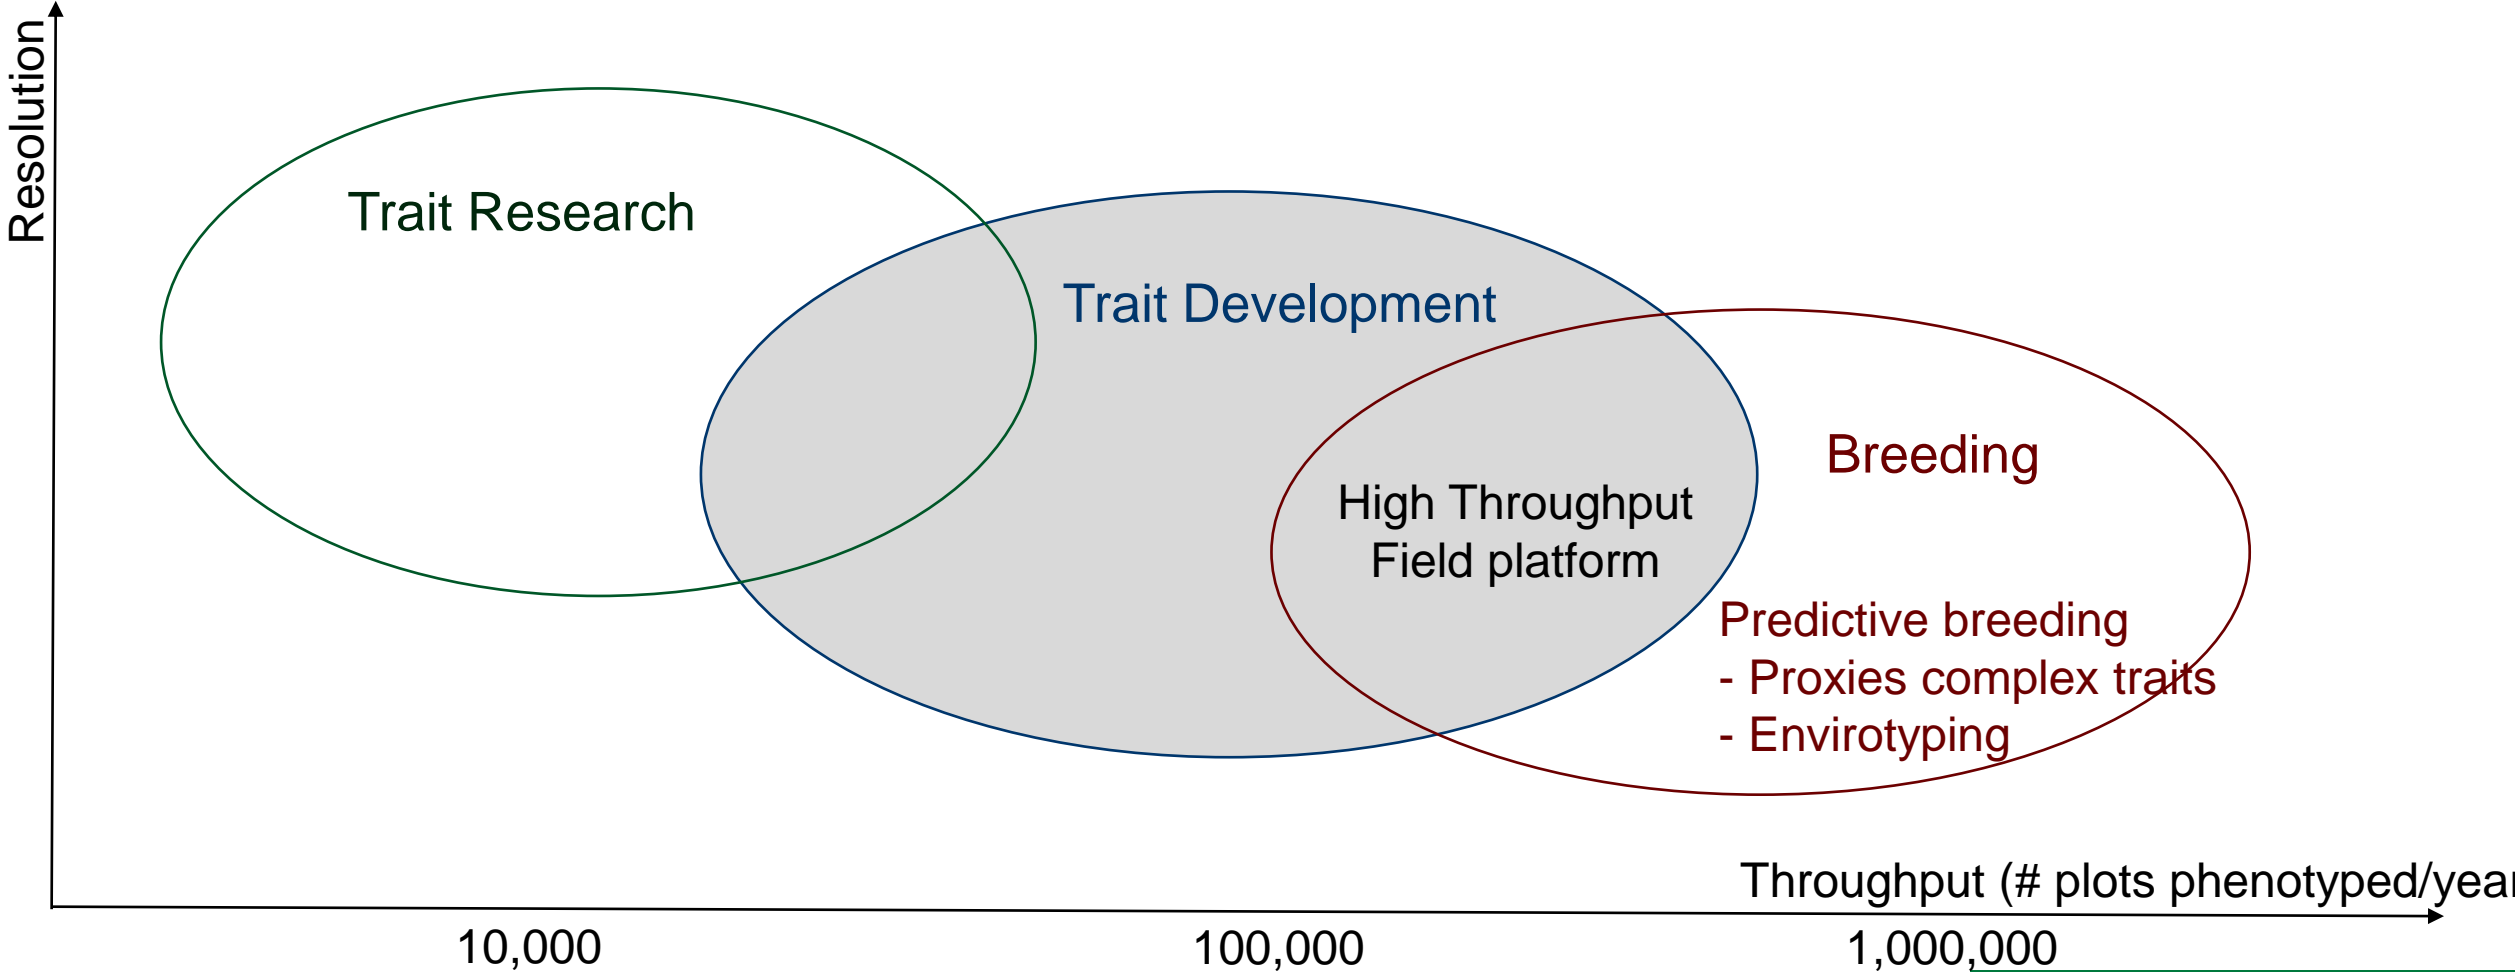 Resolution
Trait Research
Trait Development
Breeding
High Throughput
Field platform
Predictive breeding
- Proxies complex traits
- Envirotyping
Throughput (# plots phenotyped/year
10,000
100,000
1,000,000